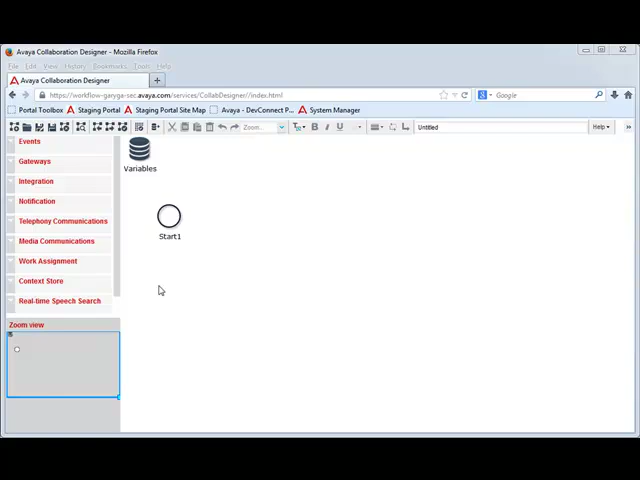 Avaya Collaboration Designer - Mozilla Firefox
File Edit View History Bookmarks Tools Help
Avaya Collaboration Designer
https://workflow-garyga-sec.avaya.com/services/CollabDesigner//index.html
Google
Portal Toolbox Staging Portal Staging Portal Site Map Avaya - DevConnect P... System Manager
Zoom... B I Untitled Help
Events
Gateways
Integration
Notification
Telephony Communications
Media Communications
Work Assignment
Context Store
Real-time Speech Search
Zoom view
Variables
Start1